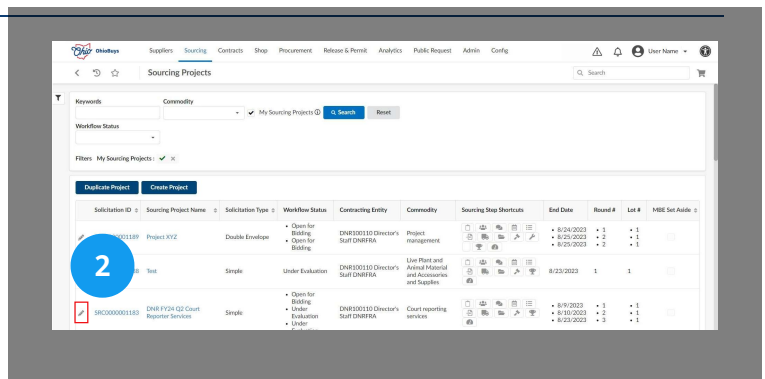 Ohio OhioBuys Suppliers Sourcing Contracts Shop Procurement Release & Permit Analytics Public Request Admin Config User Name
Sourcing Projects Search
Keywords Commodity
My Sourcing Projects Search Reset
Workflow Status
Filters My Sourcing Projects :
Duplicate Project Create Project
Solicitation ID Sourcing Project Name Solicitation Type Workflow Status Contracting Entity Commodity Sourcing Step Shortcuts End Date Round # Lot # MBE Set Aside
1189 Project XYZ Double Envelope • Open for Bidding • Open for Bidding DNR100110 Director's Staff DNRFRA Project management • 8/24/2023 • 8/25/2023 • 8/25/2023 • 1 • 2 • 2 • 1 • 1 • 1
2
8 Test Simple Under Evaluation DNR100110 Director's Staff DNRFRA Live Plant and Animal Material and Accessories and Supplies 8/23/2023 1 1
SRC0000001183 DNR FY24 Q2 Court Reporter Services Simple • Open for Bidding • Under Evaluation • Under DNR100110 Director's Staff DNRFRA Court reporting services • 8/9/2023 • 8/10/2023 • 8/23/2023 • 1 • 2 • 3 • 1 • 1 • 1